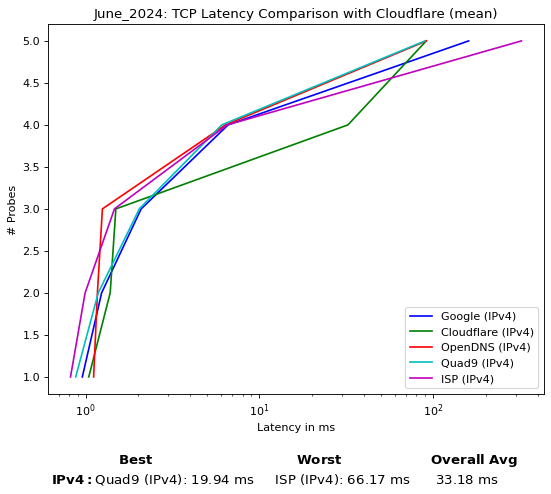 June_2024: TCP Latency Comparison with Cloudflare (mean)
5.0
4.5
4.0
3.5
3.0
2.5
2.0
1.5
1.0
# Probes
Google (IPv4)
Cloudflare (IPv4)
OpenDNS (IPv4)
Quad9 (IPv4)
ISP (IPv4)
10⁰ 10¹ 10²
Latency in ms
Best Worst Overall Avg
IPv4: Quad9 (IPv4): 19.94 ms ISP (IPv4): 66.17 ms 33.18 ms